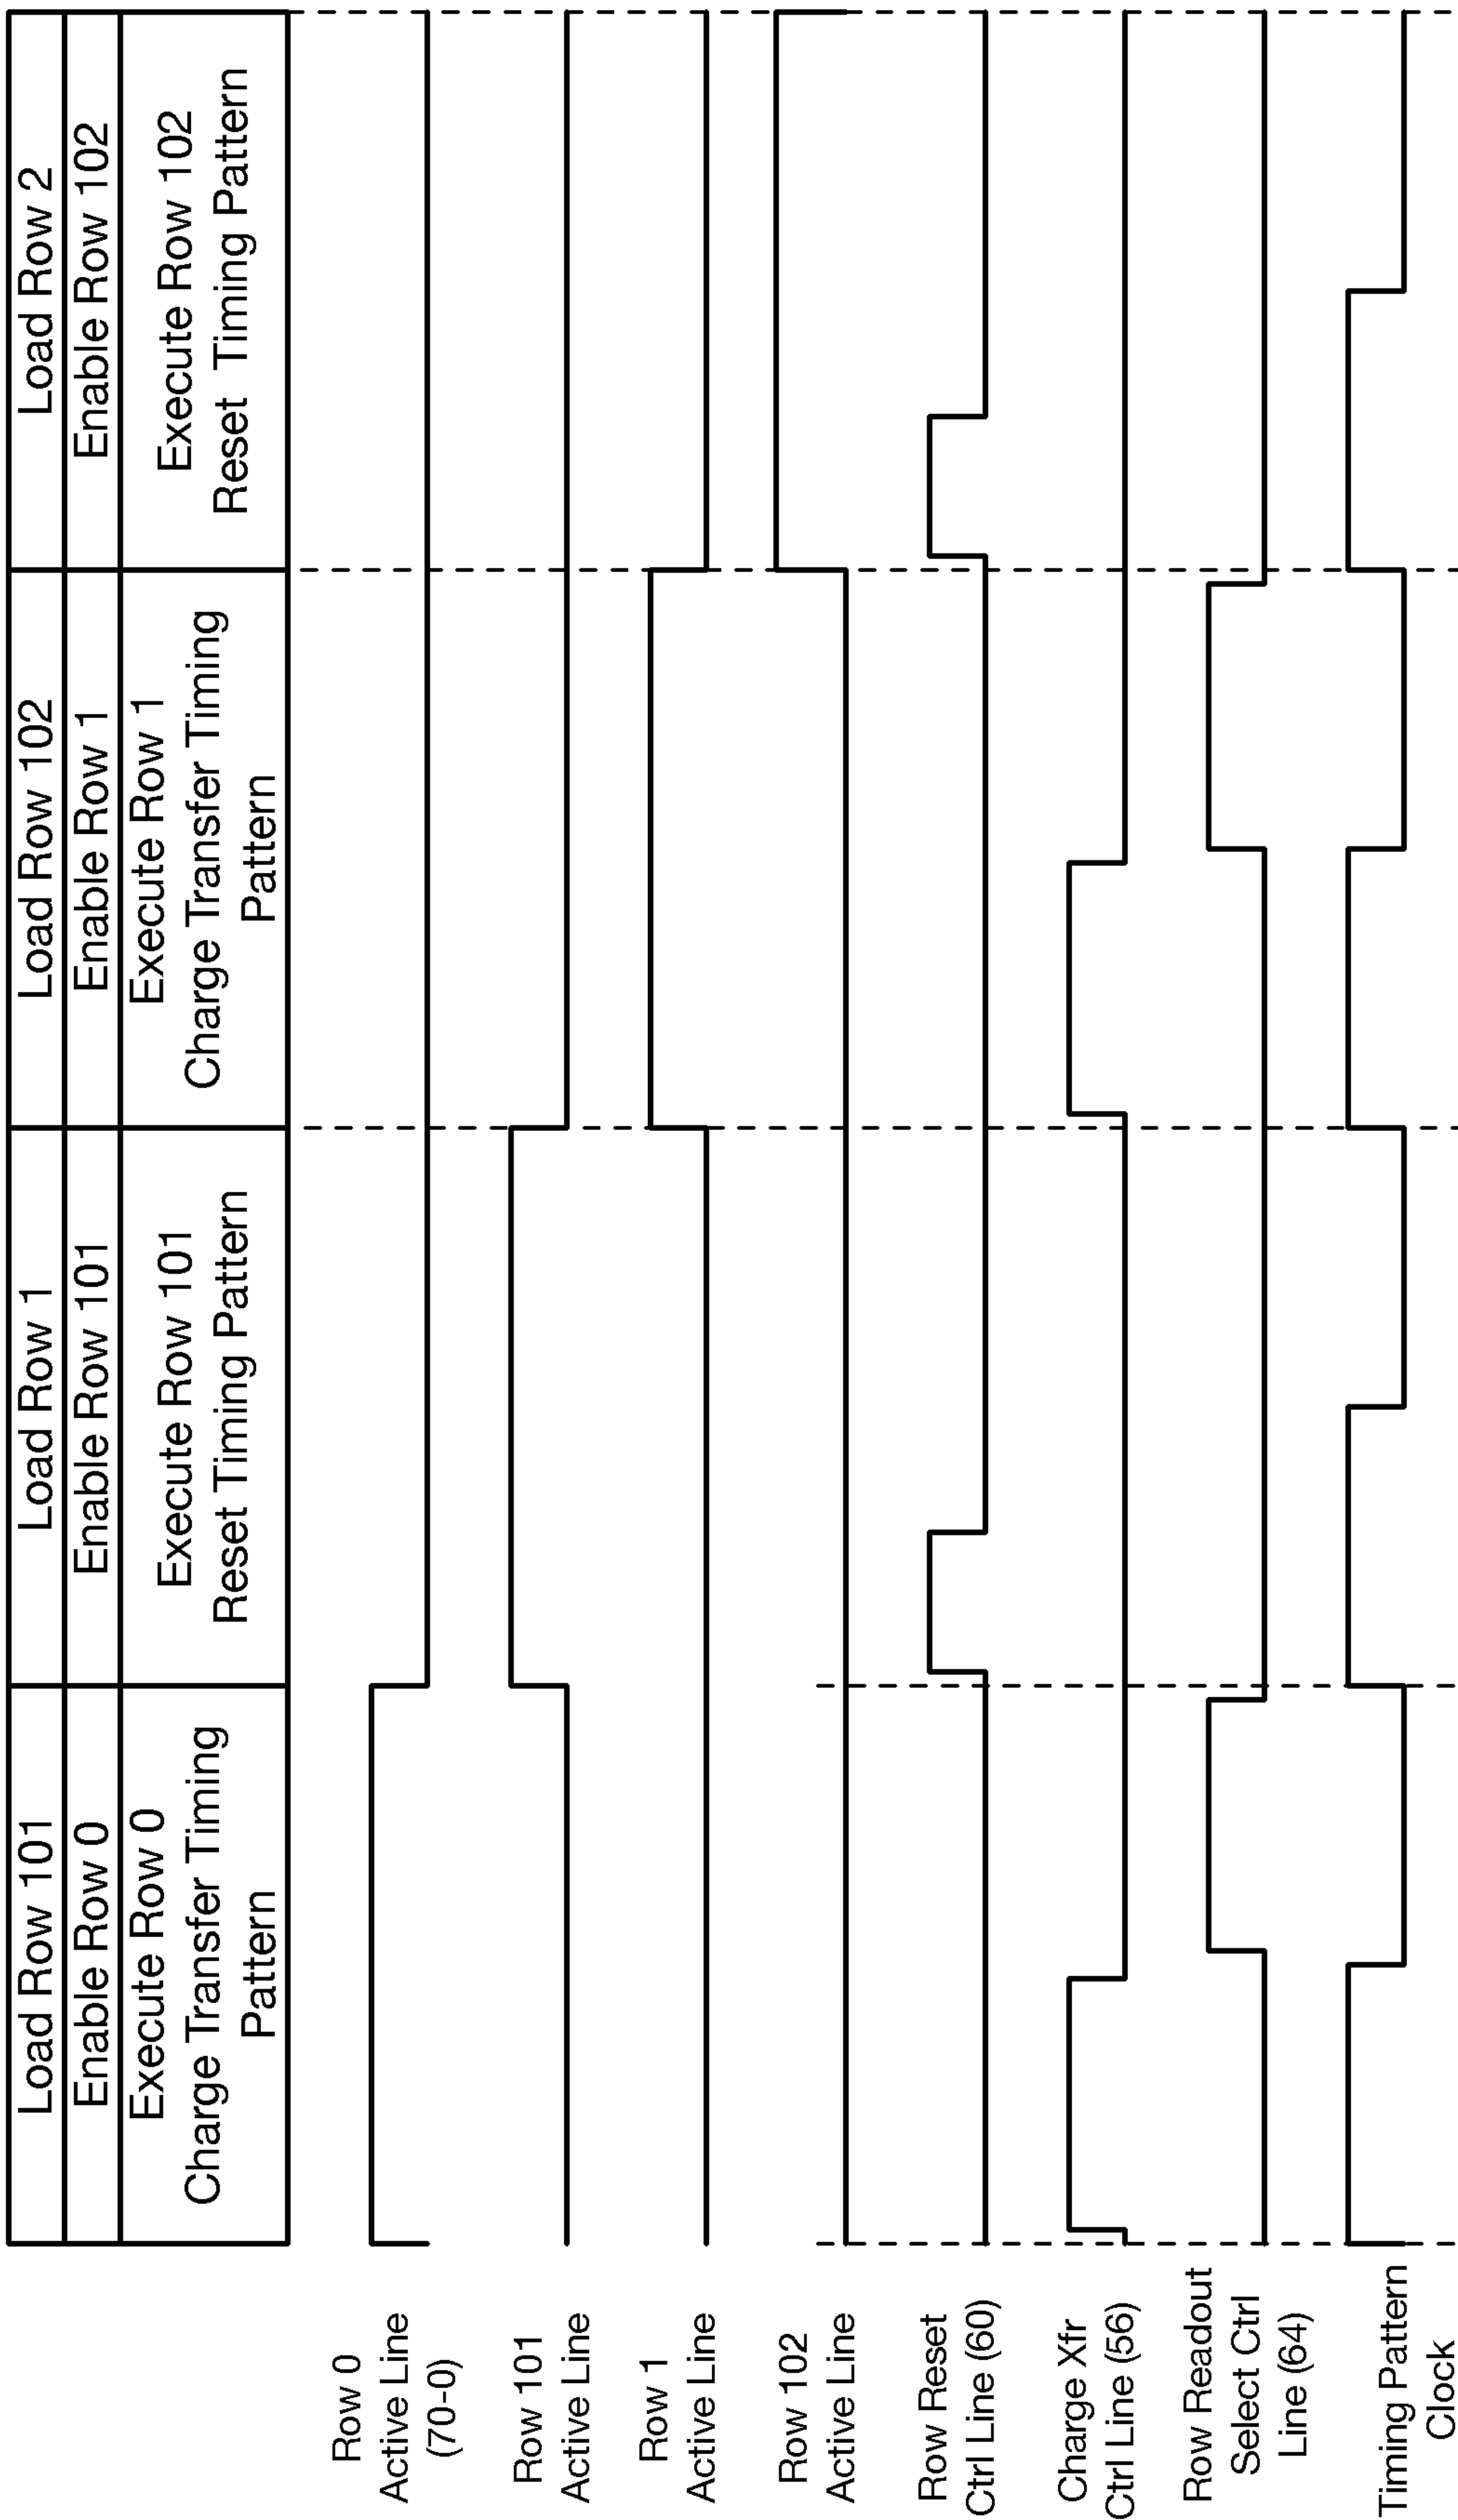 Load Row 101
Load Row 1
Load Row 102
Load Row 2
Enable Row 0
Enable Row 101
Enable Row 1
Enable Row 102
Execute Row 0
Charge Transfer Timing
Pattern
Execute Row 101
Reset Timing Pattern
Execute Row 1
Charge Transfer Timing
Pattern
Execute Row 102
Reset Timing Pattern
Row 0
Active Line
(70-0)
Row 101
Active Line
Row 1
Active Line
Row 102
Active Line
Row Reset
Ctrl Line (60)
Charge Xfr
Ctrl Line (56)
Row Readout
Select Ctrl
Line (64)
Timing Pattern
Clock